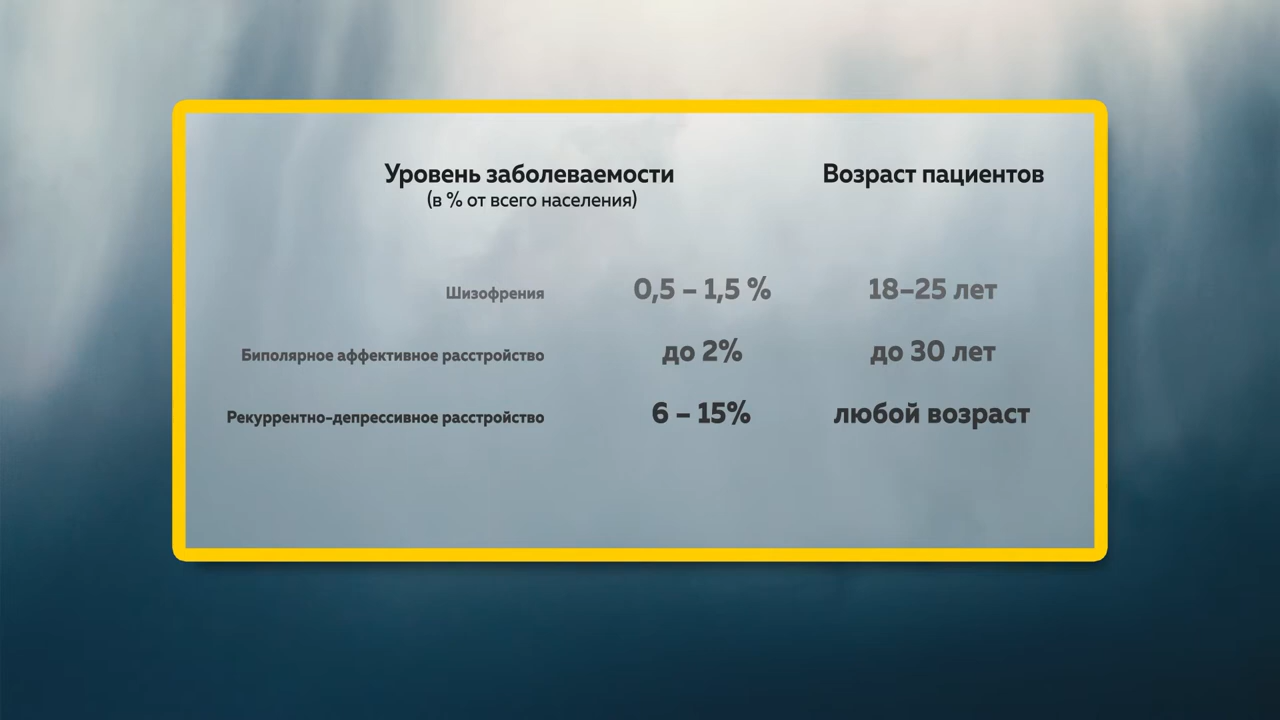 Уровень заболеваемости Возраст пациентов
(в % от всего населения)
Шизофрения 0,5 – 1,5 % 18–25 лет
Биполярное аффективное расстройство до 2% до 30 лет
Рекуррентно-депрессивное расстройство 6 – 15% любой возраст